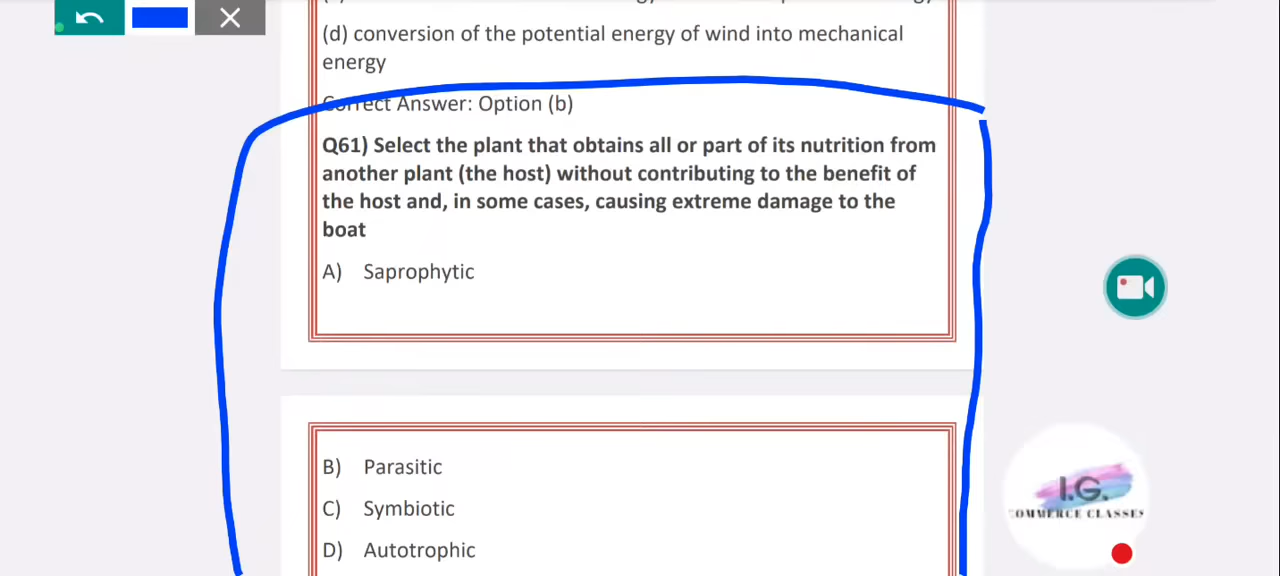 (d) conversion of the potential energy of wind into mechanical
energy
Correct Answer: Option (b)
Q61) Select the plant that obtains all or part of its nutrition from
another plant (the host) without contributing to the benefit of
the host and, in some cases, causing extreme damage to the
boat
A) Saprophytic
B) Parasitic
C) Symbiotic
D) Autotrophic
I.G.
COMMERCE CLASSES